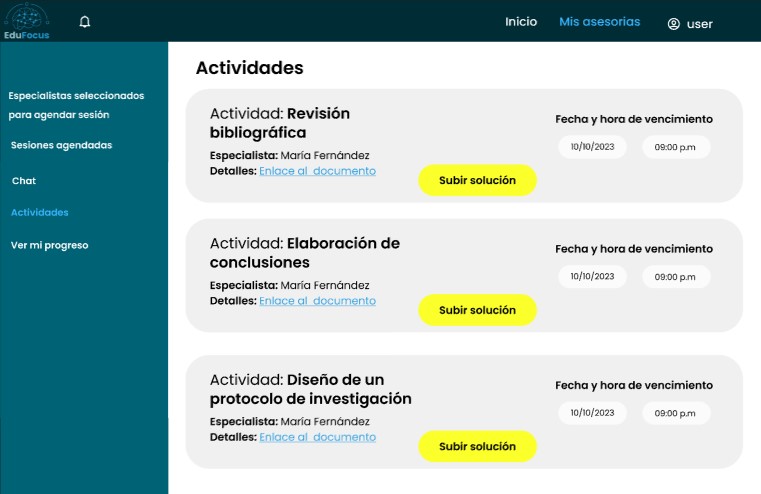 EduFocus
Inicio
Mis asesorias
user
Especialistas seleccionados
para agendar sesión
Sesiones agendadas
Chat
Actividades
Ver mi progreso
Actividades
Actividad: Revisión
bibliográfica
Especialista: María Fernández
Detalles: Enlace al documento
Subir solución
Fecha y hora de vencimiento
10/10/2023
09:00 p.m
Actividad: Elaboración de
conclusiones
Especialista: María Fernández
Detalles: Enlace al documento
Subir solución
Fecha y hora de vencimiento
10/10/2023
09:00 p.m
Actividad: Diseño de un
protocolo de investigación
Especialista: María Fernández
Detalles: Enlace al documento
Subir solución
Fecha y hora de vencimiento
10/10/2023
09:00 p.m